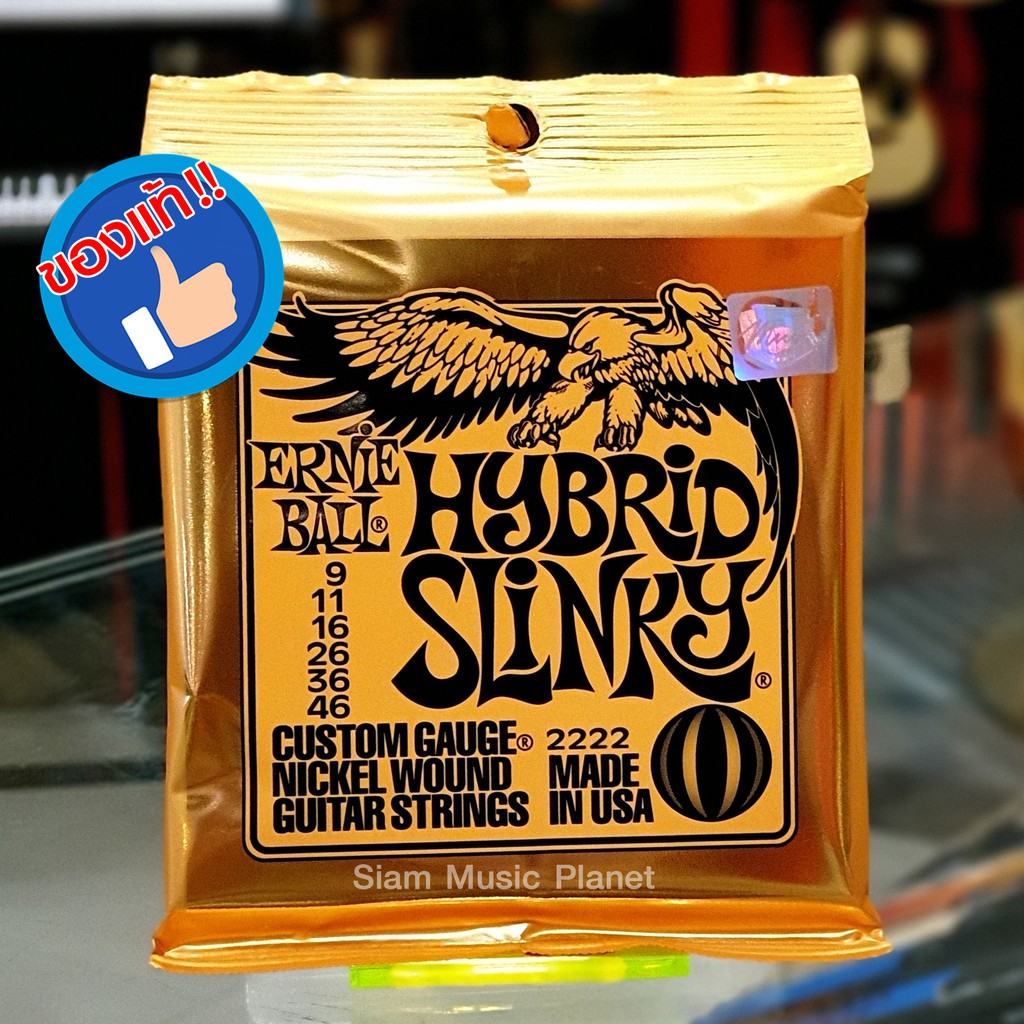 ของแท้ !!
ERNIE
BALL®
HYBRID
SLINKY®
9
11
16
26
36
46
CUSTOM GAUGE®
NICKEL WOUND
GUITAR STRINGS
2222
MADE
IN USA
Siam Music Planet